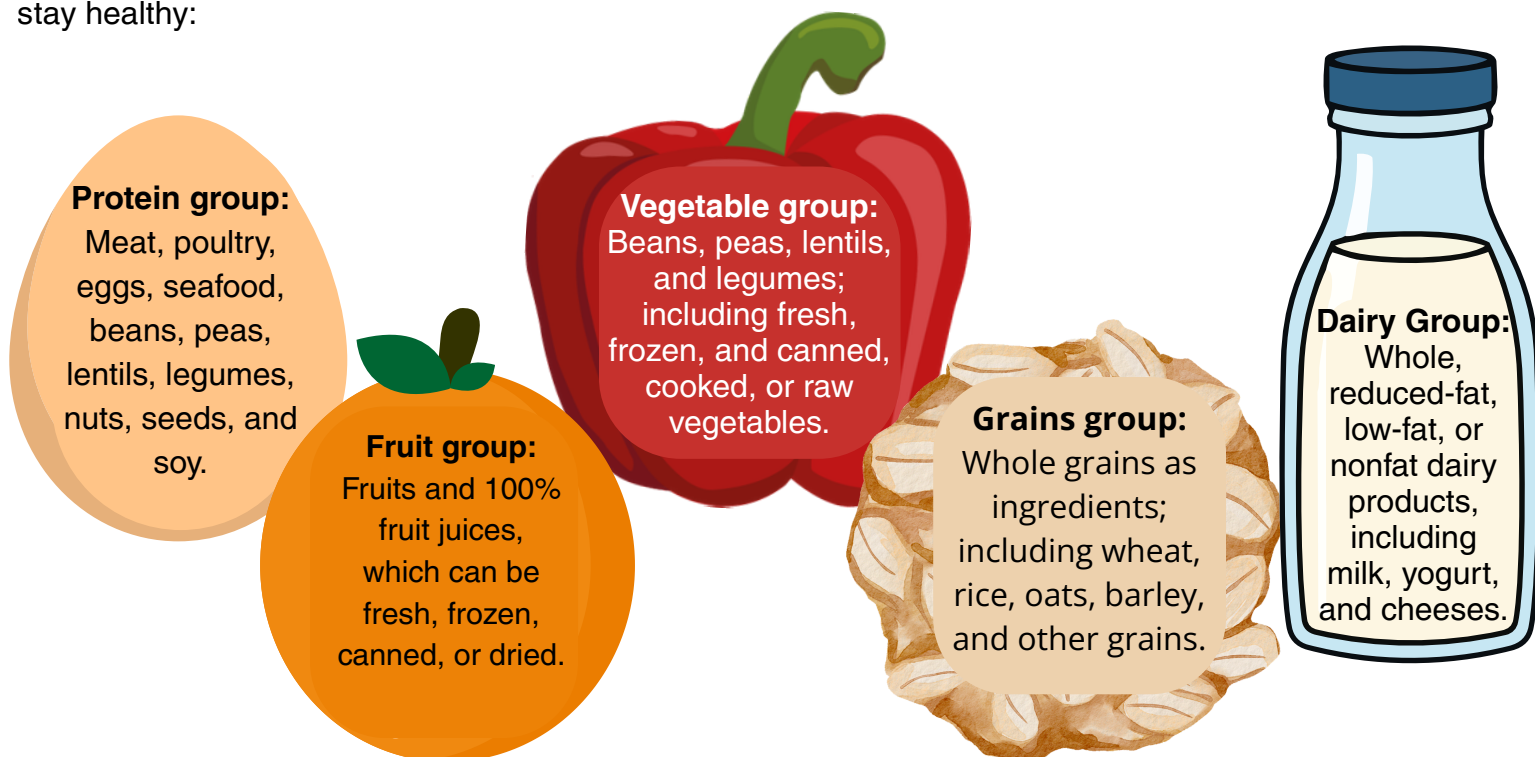 stay healthy:
Protein group:
Meat, poultry,
eggs, seafood,
beans, peas,
lentils, legumes,
nuts, seeds, and
soy.
Fruit group:
Fruits and 100%
fruit juices,
which can be
fresh, frozen,
canned, or dried.
Vegetable group:
Beans, peas, lentils,
and legumes;
including fresh,
frozen, and canned,
cooked, or raw
vegetables.
Grains group:
Whole grains as
ingredients;
including wheat,
rice, oats, barley,
and other grains.
Dairy Group:
Whole,
reduced-fat,
low-fat, or
nonfat dairy
products,
including
milk, yogurt,
and cheeses.